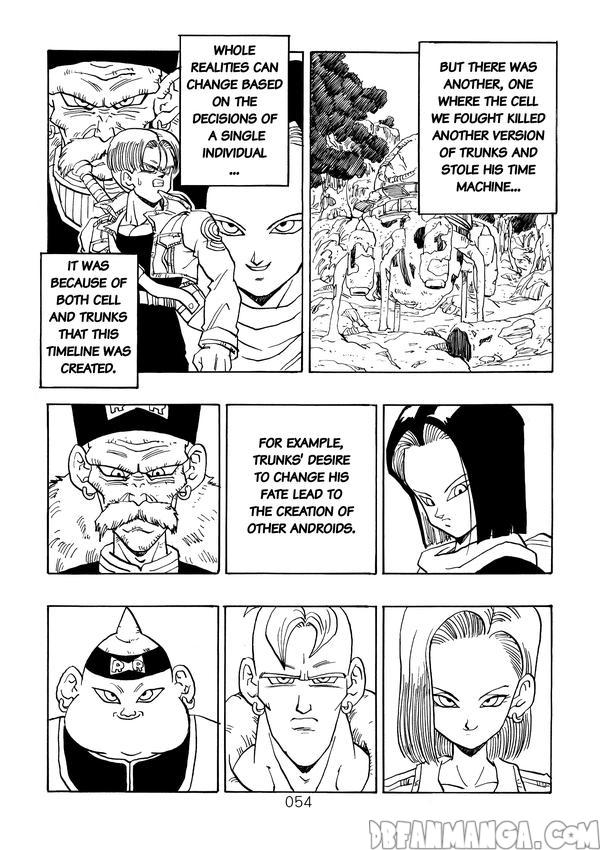 BUT THERE WAS
ANOTHER, ONE
WHERE THE CELL
WE FOUGHT KILLED
ANOTHER VERSION
OF TRUNKS AND
STOLE HIS TIME
MACHINE...
WHOLE
REALITIES CAN
CHANGE BASED
ON THE
DECISIONS OF
A SINGLE
INDIVIDUAL
...
IT WAS
BECAUSE OF
BOTH CELL
AND TRUNKS
THAT THIS
TIMELINE WAS
CREATED.
FOR EXAMPLE,
TRUNKS' DESIRE
TO CHANGE HIS
FATE LEAD TO
THE CREATION OF
OTHER ANDROIDS.
R R
R R
054
DBFANMANGA.COM